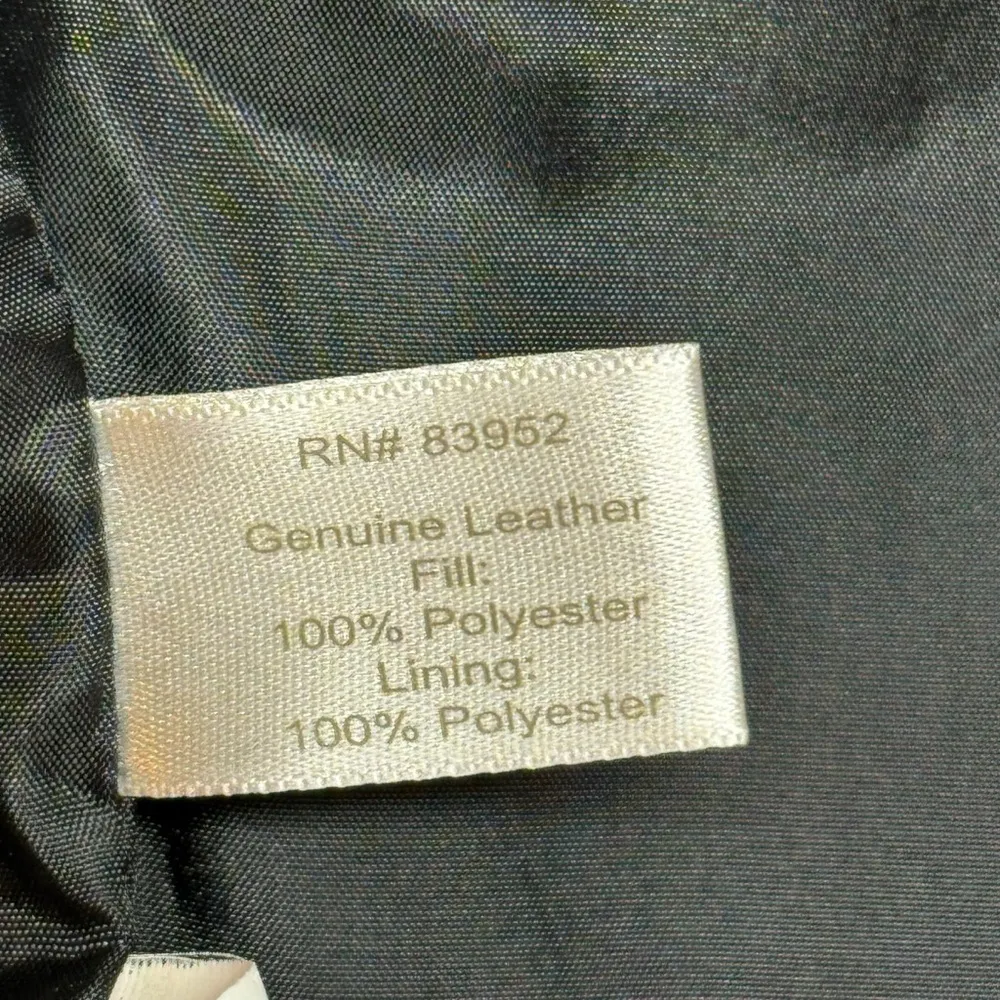 RN# 83952
Genuine Leather
Fill:
100% Polyester
Lining:
100% Polyester